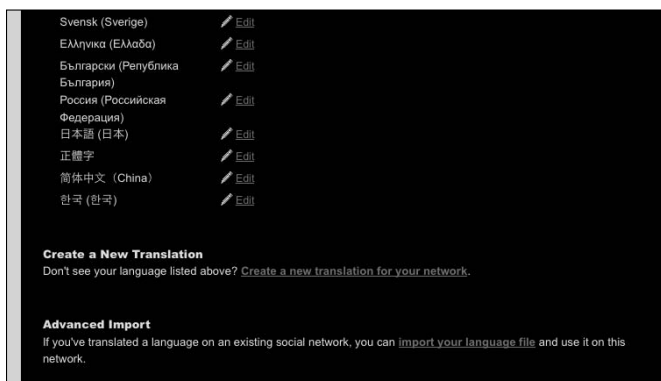 Svensk (Sverige) Edit
Ελληνικα (Ελλαδα) Edit
Български (Република Edit
България)
Россия (Российская Edit
Федерация)
日本語 (日本) Edit
正體字 Edit
简体中文（China） Edit
한국 (한국) Edit
Create a New Translation
Don't see your language listed above? Create a new translation for your network.
Advanced Import
If you've translated a language on an existing social network, you can import your language file and use it on this
network.